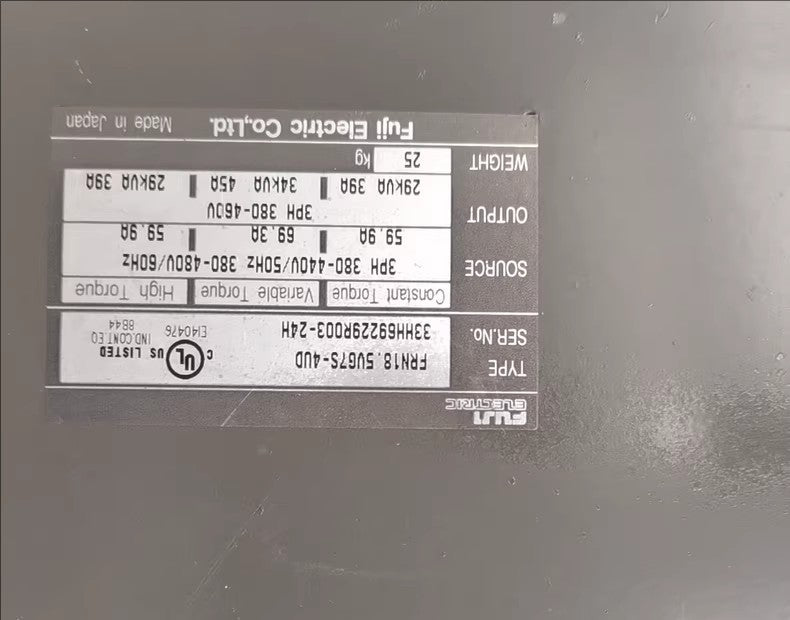 FUJI
ELECTRIC
TYPE FRN18.5VG7S-4UD
SER.No. 33HH69229R003-24H
C UL US LISTED
IND.CONT.EQ
E140476 8B44
Constant Torque Variable Torque High Torque
SOURCE 3PH 380-440V/50Hz 380-480V/60Hz
59.9A 69.3A 59.9A
OUTPUT 3PH 380-460V
29kVA 39A 34kVA 45A 29kVA 39A
WEIGHT 25 kg
Fuji Electric Co.,Ltd. Made in Japan